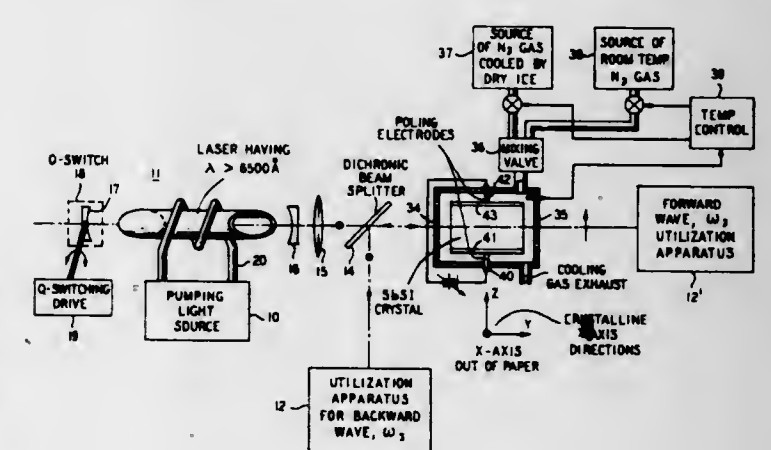 37
SOURCE
OF N₂ GAS
COOLED BY
DRY ICE
38
SOURCE OF
ROOM TEMP.
N₂ GAS
39
TEMP
CONTROL
POLING
ELECTRODES
36
MIXING
VALVE
Q-SWITCH
18
17
11
LASER HAVING
λ > 6500Å
DICHRONIC
BEAM
SPLITTER
34
42
43
41
40
35
16
15
14
20
Q-SWITCHING
DRIVE
19
PUMPING
LIGHT
SOURCE
10
SbSI
CRYSTAL
COOLING
GAS EXHAUST
FORWARD
WAVE, ω₃
UTILIZATION
APPARATUS
12'
Z
Y
X-AXIS
OUT OF PAPER
CRYSTALLINE
AXIS
DIRECTIONS
12
UTILIZATION
APPARATUS
FOR BACKWARD
WAVE, ω₃